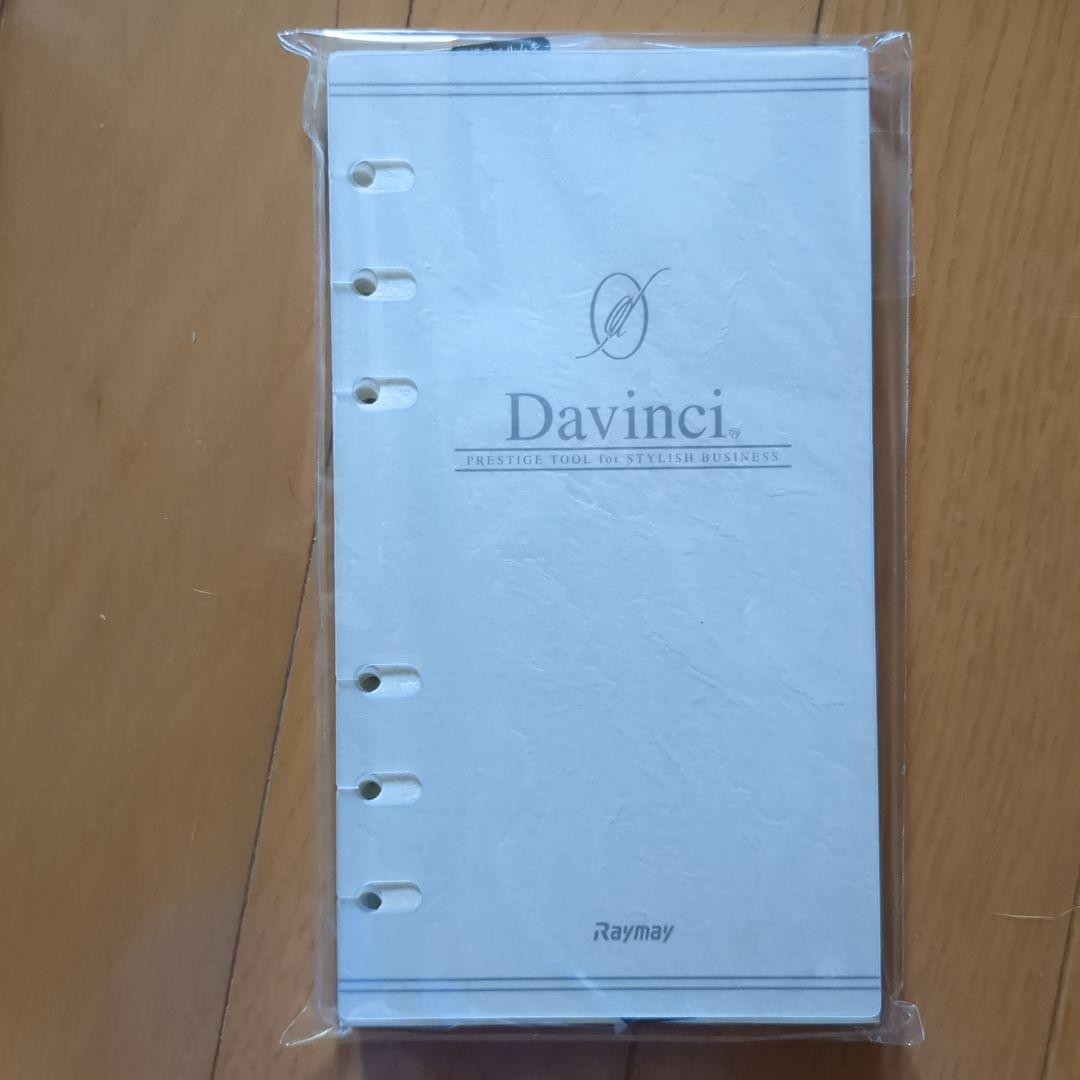 Davinci®
PRESTIGE TOOL for STYLISH BUSINESS
Raymay